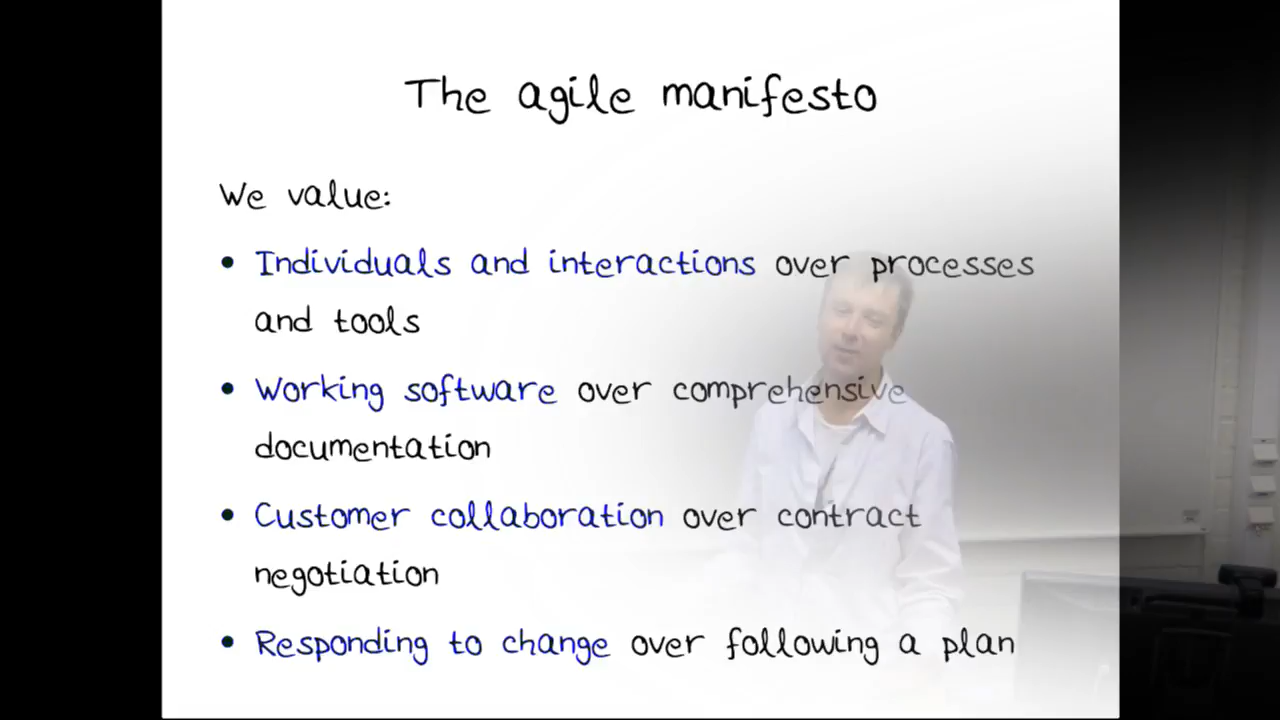 The agile manifesto
We value:
• Individuals and interactions over processes
and tools
• Working software over comprehensive
documentation
• Customer collaboration over contract
negotiation
• Responding to change over following a plan